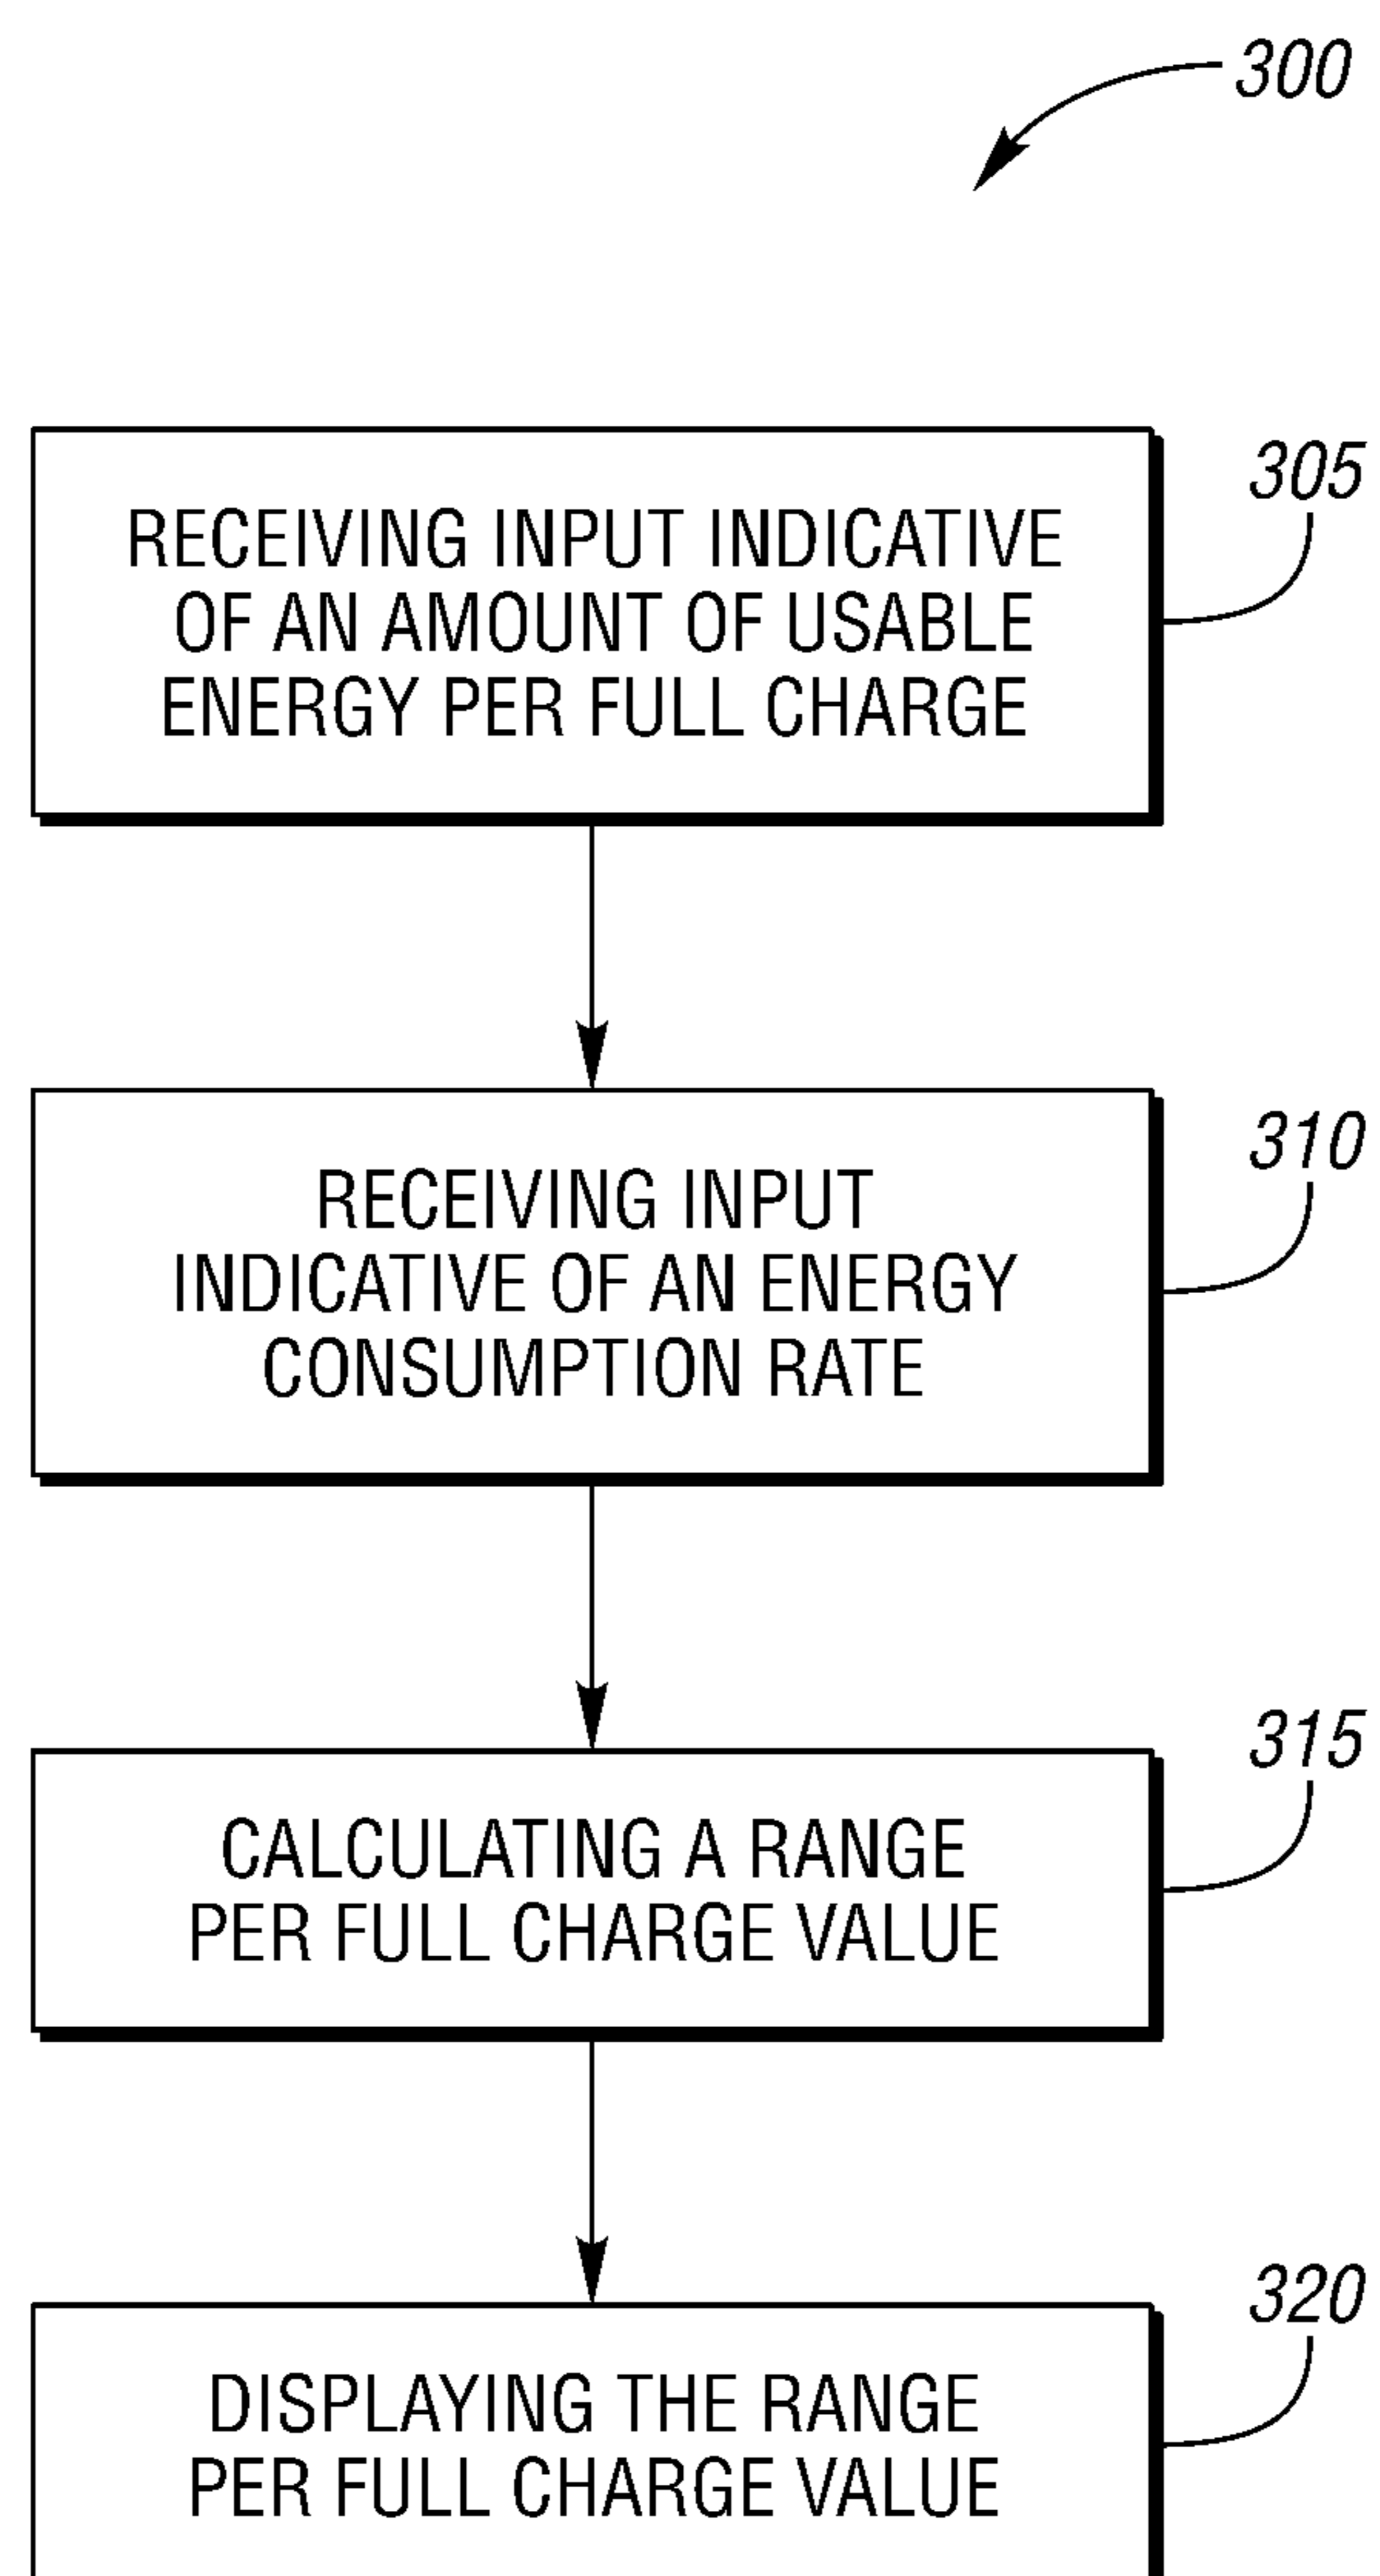 300
305
RECEIVING INPUT INDICATIVE
OF AN AMOUNT OF USABLE
ENERGY PER FULL CHARGE
310
RECEIVING INPUT
INDICATIVE OF AN ENERGY
CONSUMPTION RATE
315
CALCULATING A RANGE
PER FULL CHARGE VALUE
320
DISPLAYING THE RANGE
PER FULL CHARGE VALUE